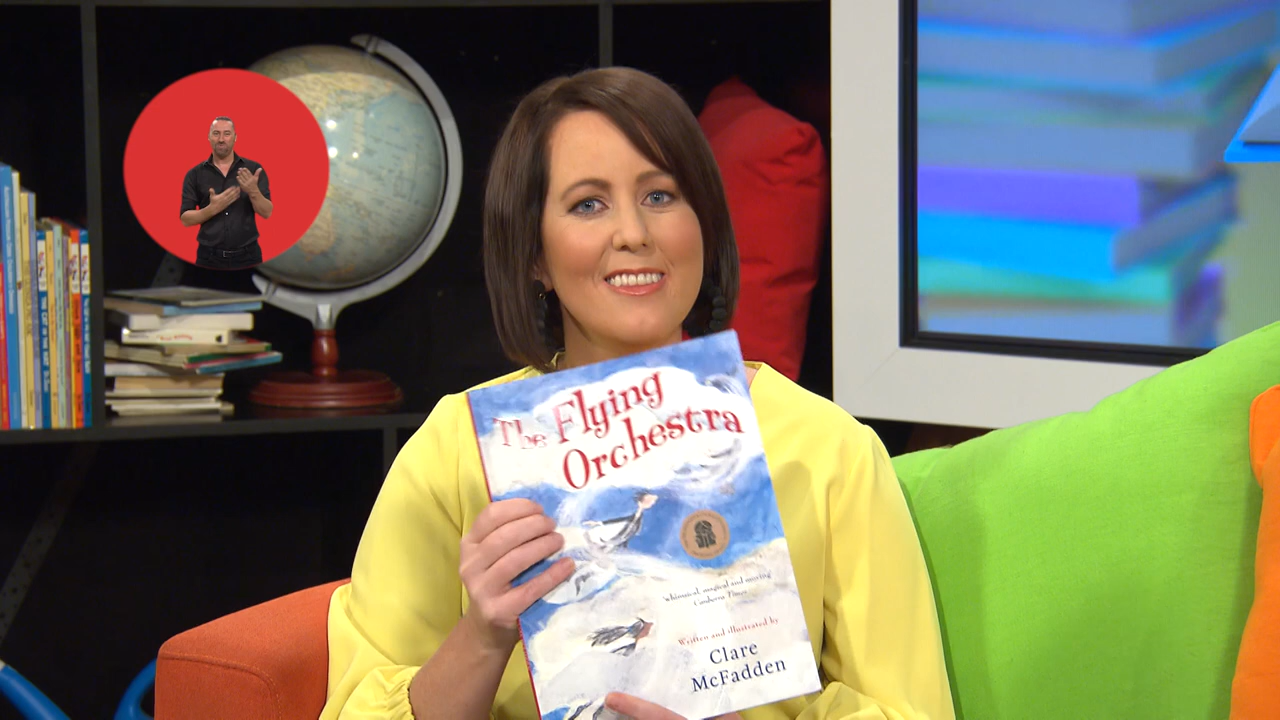 The Flying
Orchestra
whimsical, magical and moving
Canberra Times
Written and illustrated by
Clare
McFadden